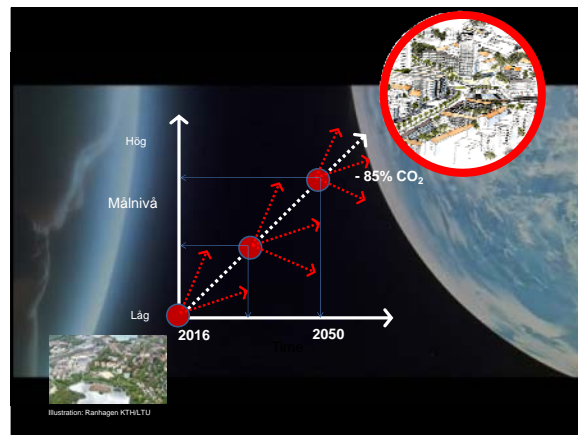 Hög
Målnivå
- 85% CO₂
Låg
2016
2050
Time
Illustration: Ranhagen KTH/LTU